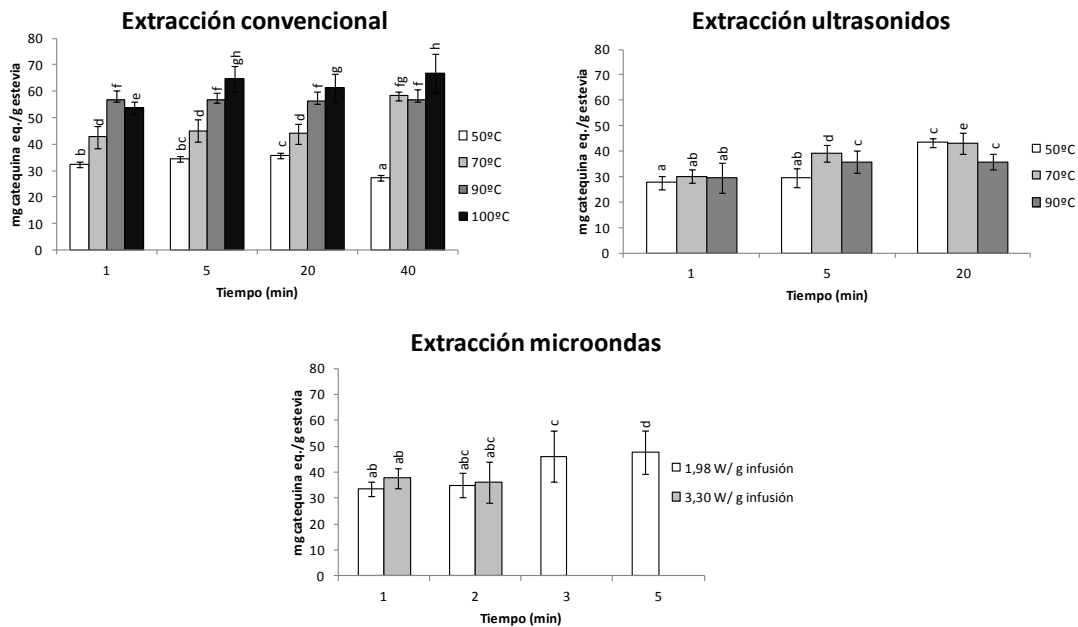 Extracción convencional
mg catequina eq./g estevia
80
70
60
50
40
30
20
10
0
b
d
f
e
bc
d
f
gh
c
d
f
g
a
fg
f
h
1
5
20
40
Tiempo (min)
50ºC
70ºC
90ºC
100ºC
Extracción ultrasonidos
mg catequina eq./g estevia
80
70
60
50
40
30
20
10
0
a
ab
ab
ab
d
c
c
e
c
1
5
20
Tiempo (min)
50ºC
70ºC
90ºC
Extracción microondas
mg catequina eq./g estevia
80
70
60
50
40
30
20
10
0
ab
ab
abc
abc
c
d
1
2
3
5
Tiempo (min)
1,98 W/ g infusión
3,30 W/ g infusión